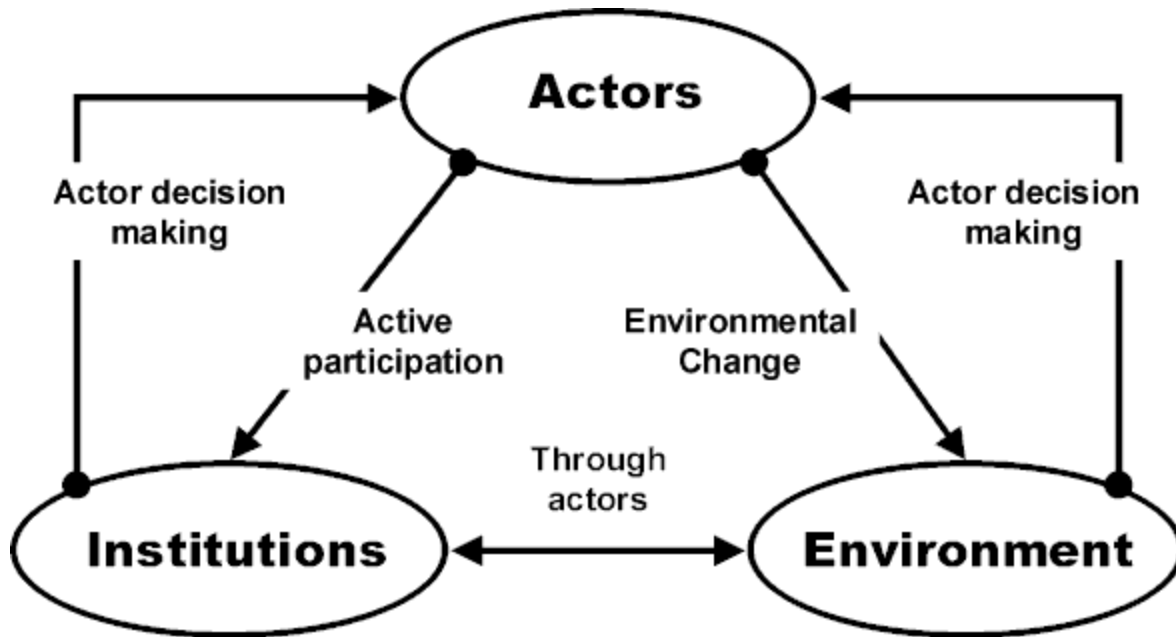 Actors
Actor decision
making
Actor decision
making
Active
participation
Environmental
Change
Through
actors
Institutions
Environment